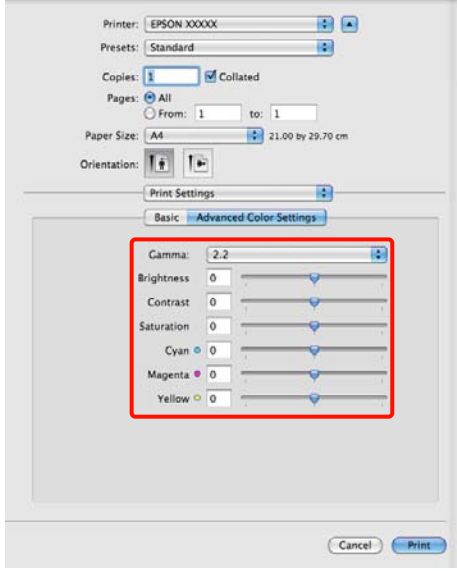 Printer: EPSON XXXXX
Presets: Standard
Copies: 1 Collated
Pages: All
From: 1 to: 1
Paper Size: A4 21.00 by 29.70 cm
Orientation:
Print Settings
Basic Advanced Color Settings
Gamma: 2.2
Brightness 0
Contrast 0
Saturation 0
Cyan 0
Magenta 0
Yellow 0
Cancel Print